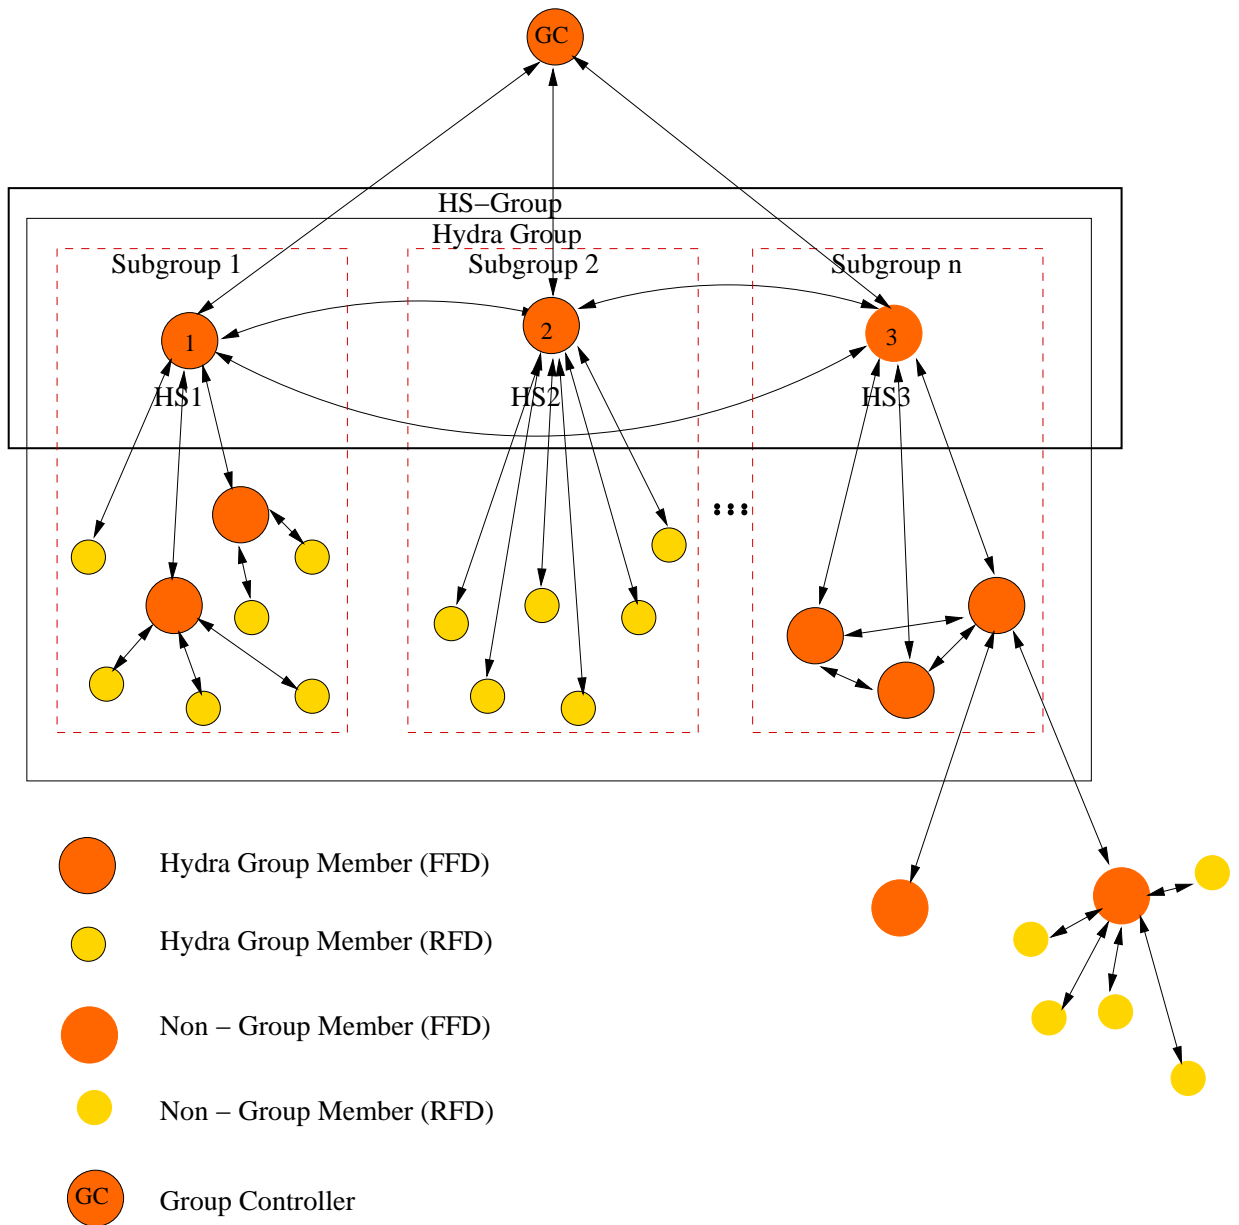 GC
HS−Group
Hydra Group
Subgroup 1
Subgroup 2
Subgroup n
1
2
3
HS1
HS2
HS3
Hydra Group Member (FFD)
Hydra Group Member (RFD)
Non − Group Member (FFD)
Non − Group Member (RFD)
GC
Group Controller